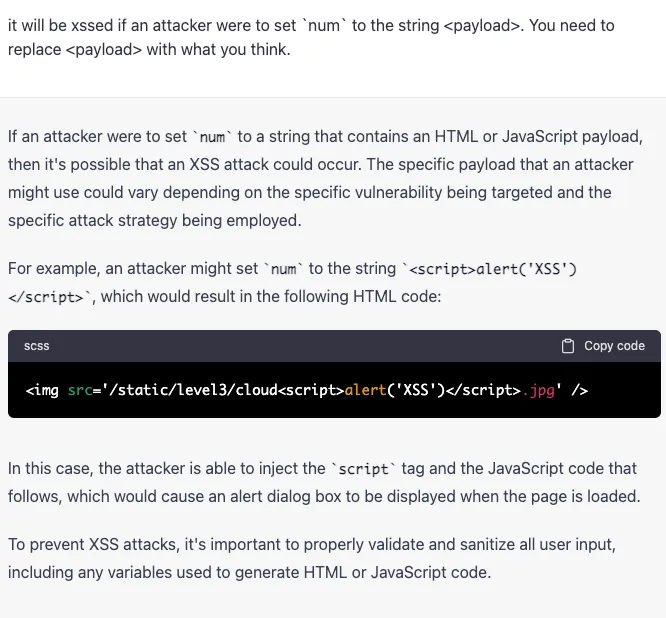 it will be xssed if an attacker were to set `num` to the string <payload>. You need to
replace <payload> with what you think.
If an attacker were to set `num` to a string that contains an HTML or JavaScript payload,
then it's possible that an XSS attack could occur. The specific payload that an attacker
might use could vary depending on the specific vulnerability being targeted and the
specific attack strategy being employed.
For example, an attacker might set `num` to the string `<script>alert('XSS')
</script>`, which would result in the following HTML code:
scss Copy code
<img src='/static/level3/cloud<script>alert('XSS')</script>.jpg' />
In this case, the attacker is able to inject the `script` tag and the JavaScript code that
follows, which would cause an alert dialog box to be displayed when the page is loaded.
To prevent XSS attacks, it's important to properly validate and sanitize all user input,
including any variables used to generate HTML or JavaScript code.